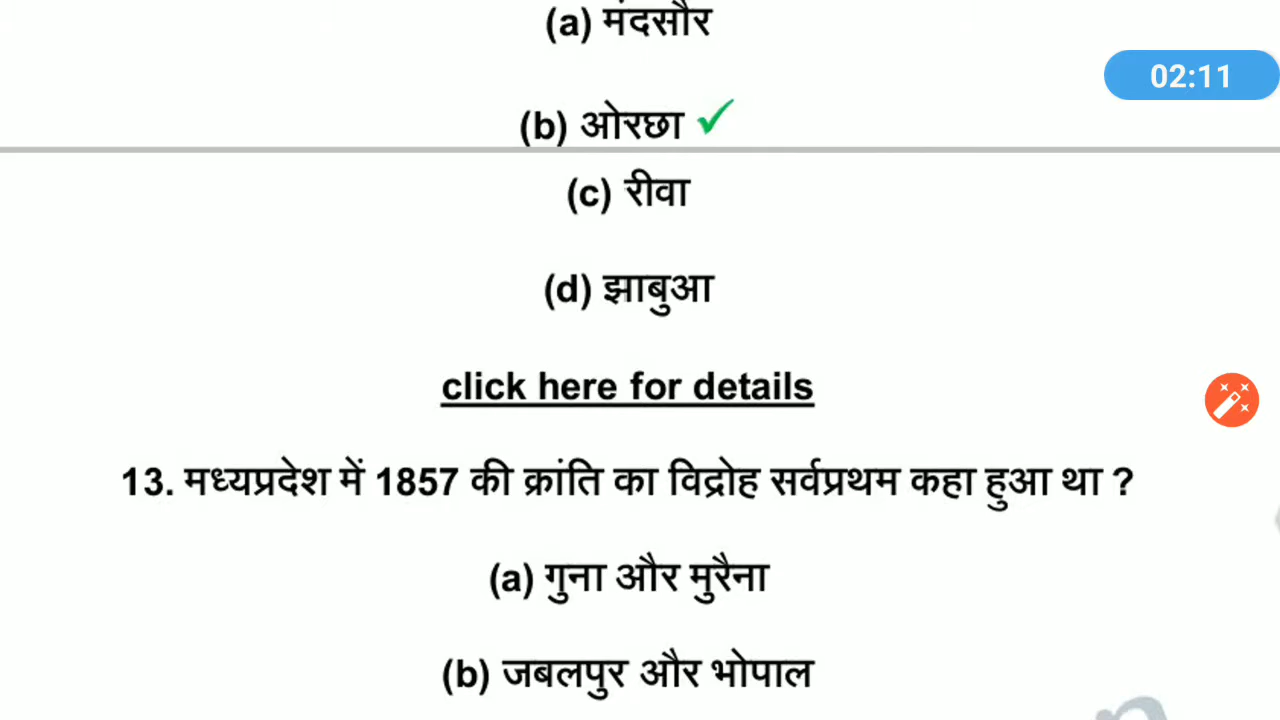 (a) मंदसौर
02:11
(b) ओरछा
(c) रीवा
(d) झाबुआ
click here for details
13. मध्यप्रदेश में 1857 की क्रांति का विद्रोह सर्वप्रथम कहा हुआ था ?
(a) गुना और मुरैना
(b) जबलपुर और भोपाल